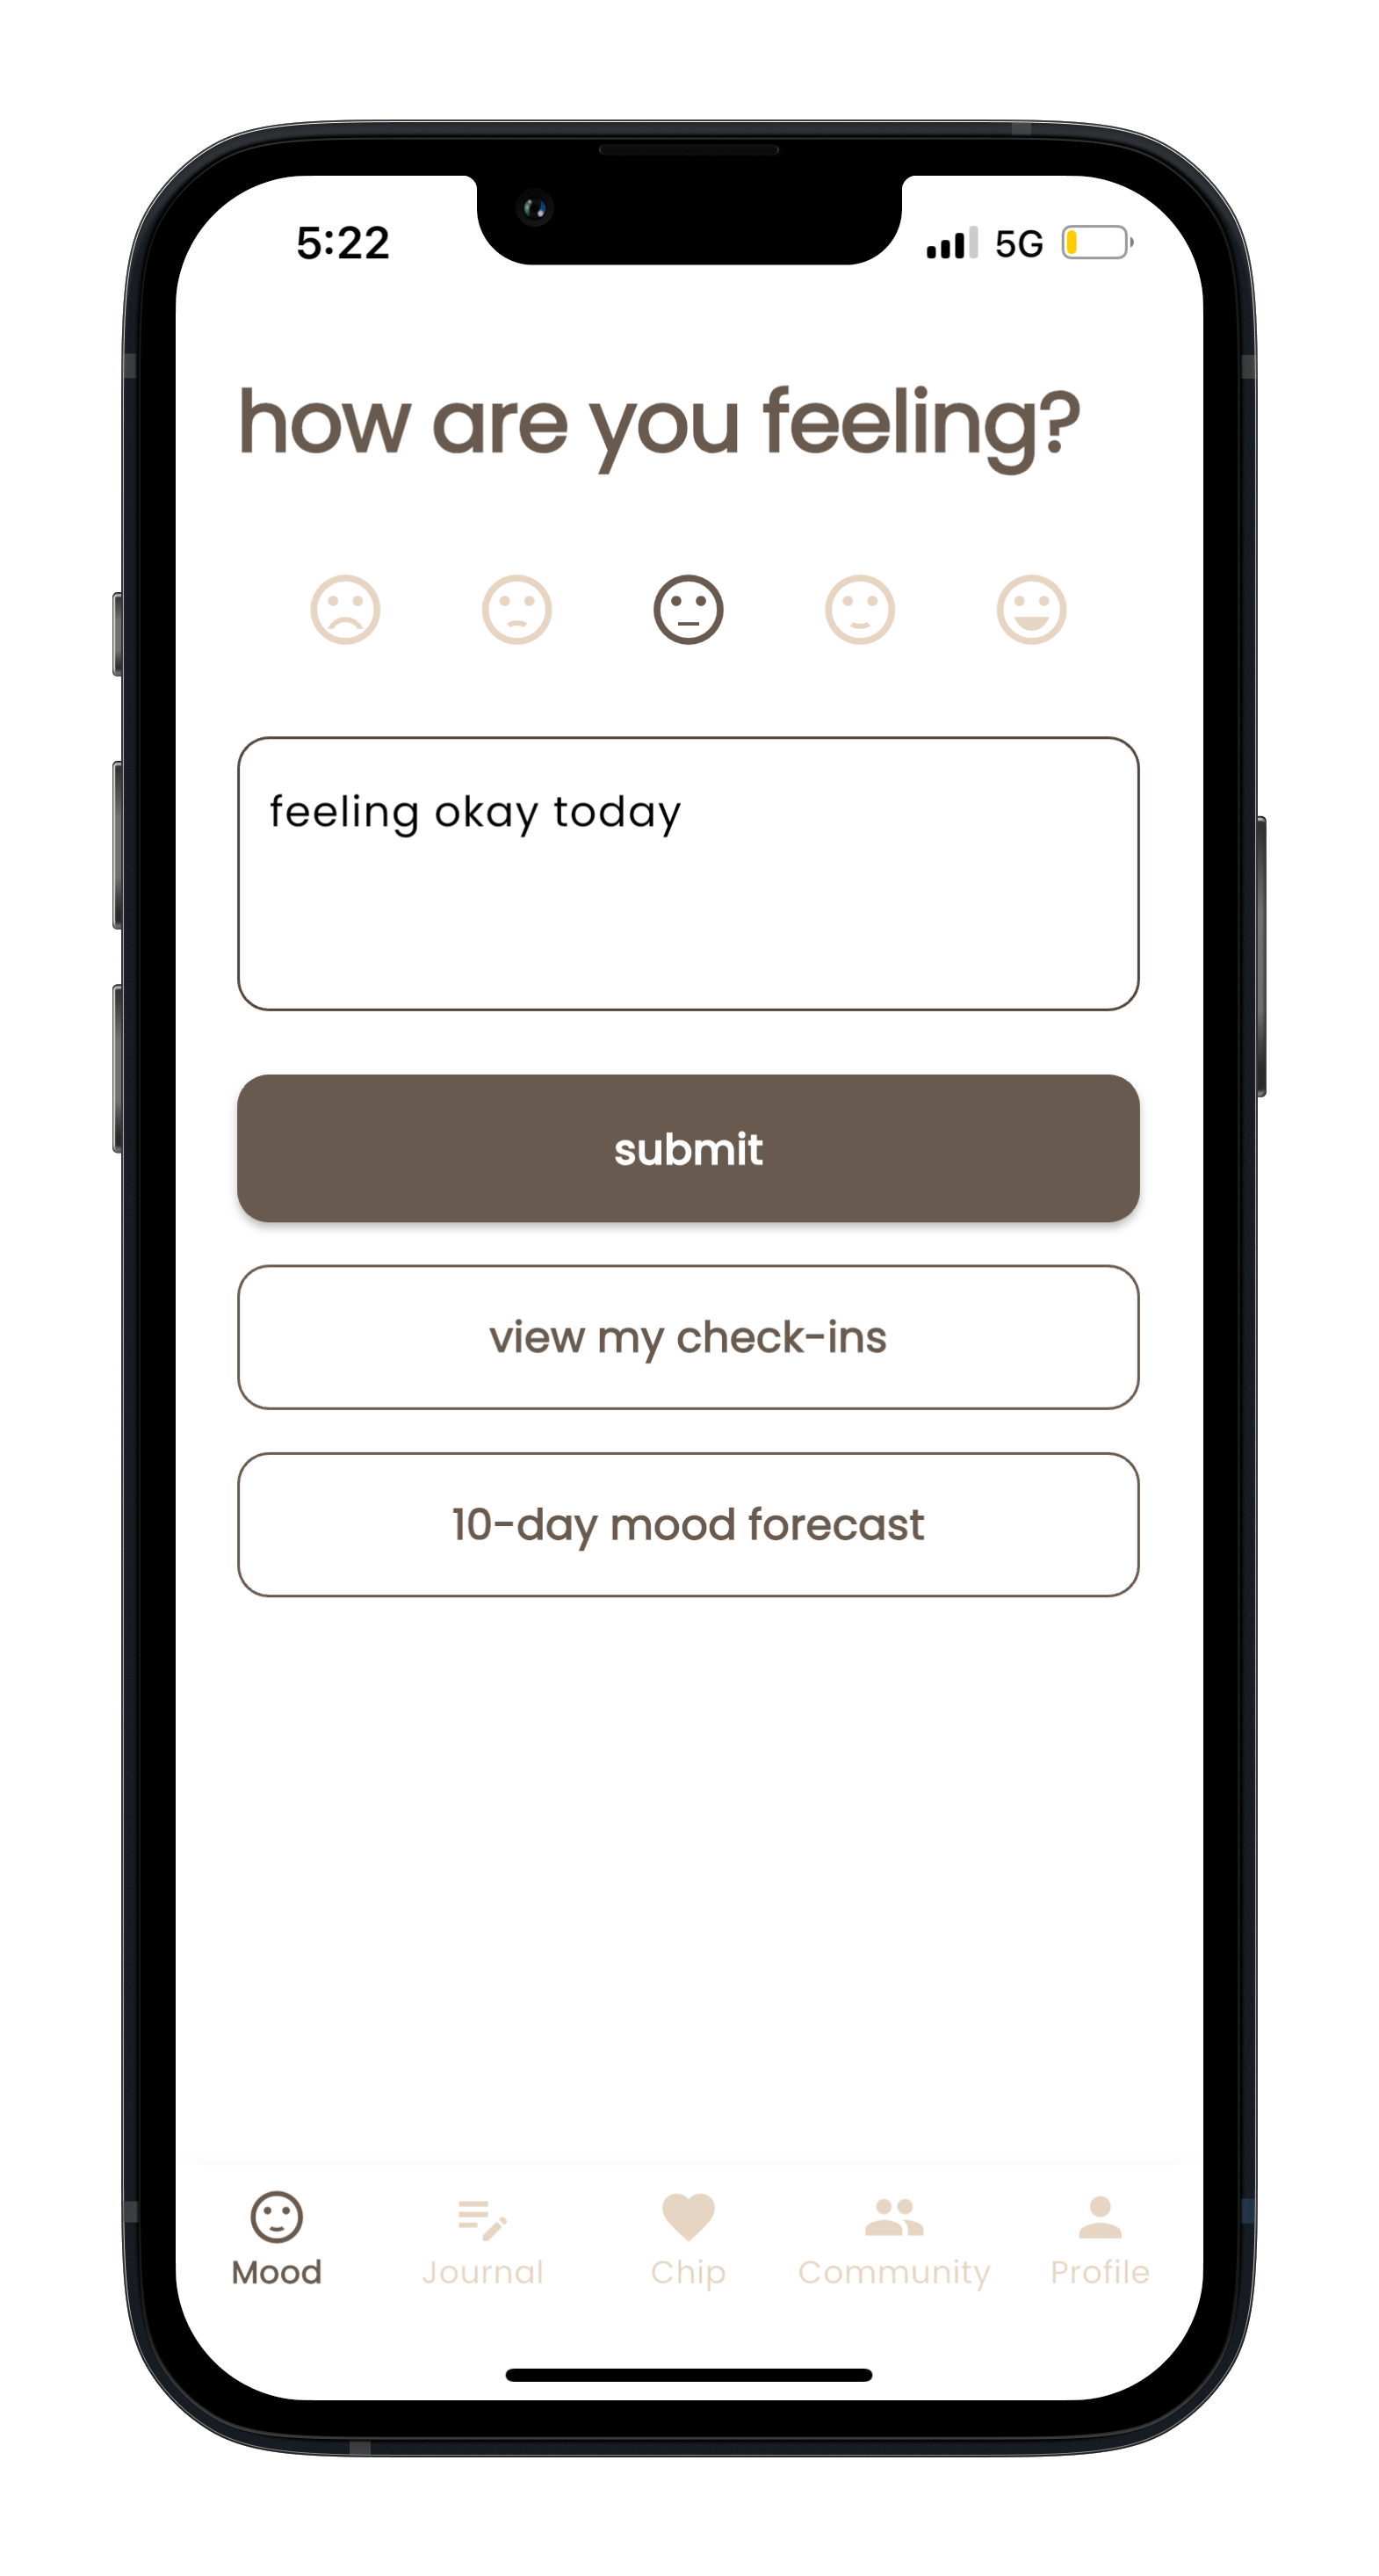 5:22
5G
how are you feeling?
feeling okay today
submit
view my check-ins
10-day mood forecast
Mood
Journal
Chip
Community
Profile